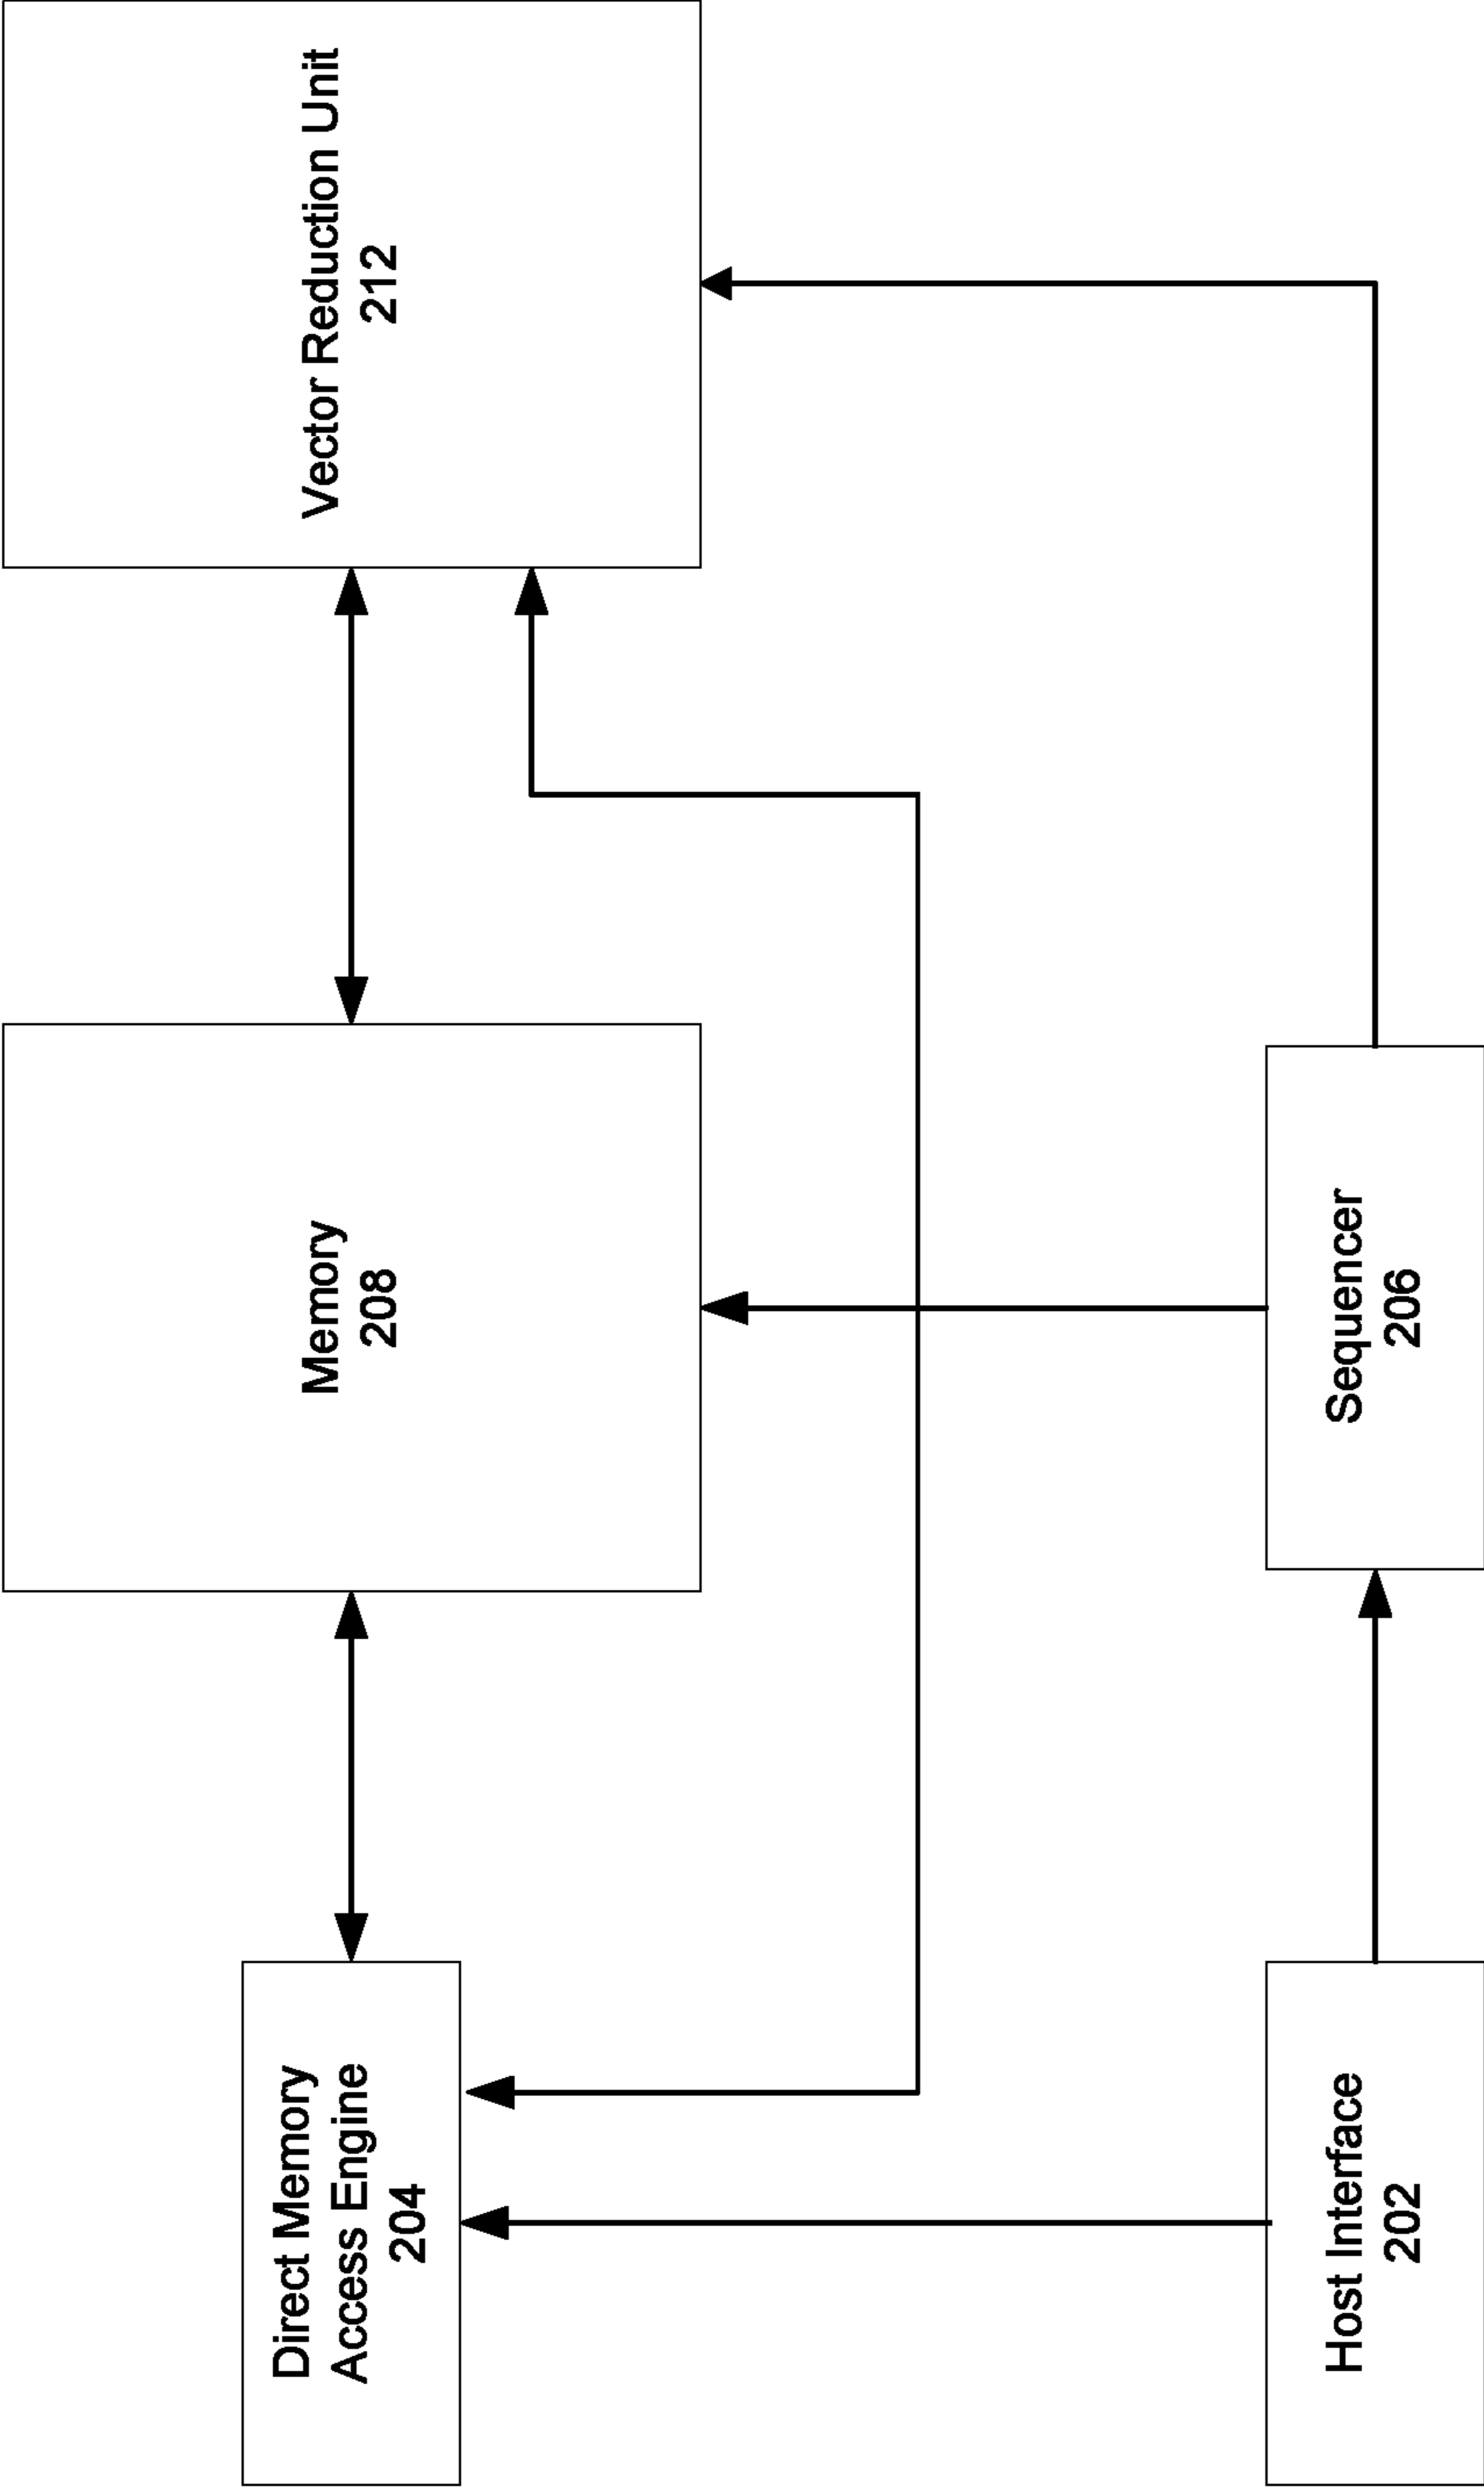 Direct Memory
Access Engine
204
Memory
208
Vector Reduction Unit
212
Host Interface
202
Sequencer
206